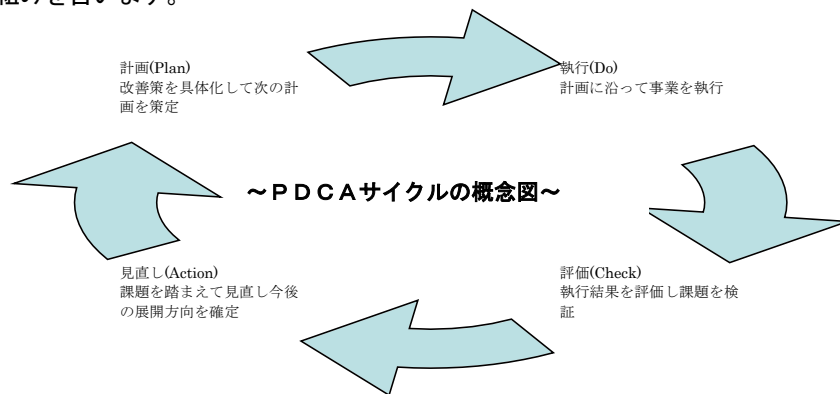 組みを言います。
計画(Plan)
改善策を具体化して次の計
画を策定
執行(Do)
計画に沿って事業を執行
～ＰＤＣＡサイクルの概念図～
見直し(Action)
課題を踏まえて見直し今後
の展開方向を確定
評価(Check)
執行結果を評価し課題を検
証